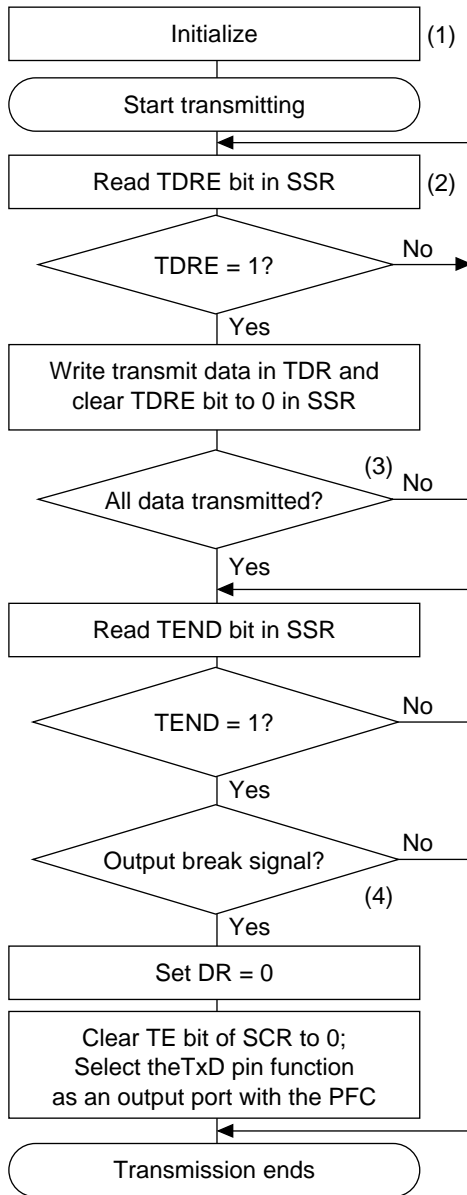 Initialize
(1)
Start transmitting
Read TDRE bit in SSR
(2)
TDRE = 1?
No
Yes
Write transmit data in TDR and
clear TDRE bit to 0 in SSR
(3)
All data transmitted?
No
Yes
Read TEND bit in SSR
TEND = 1?
No
Yes
Output break signal?
No
(4)
Yes
Set DR = 0
Clear TE bit of SCR to 0;
Select theTxD pin function
as an output port with the PFC
Transmission ends